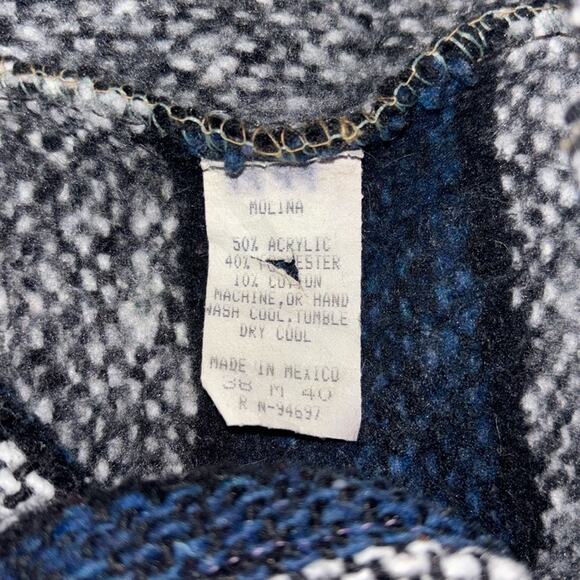 MOLINA
50% ACRYLIC
40% POLYESTER
10% COTTON
MACHINE,OR HAND
WASH COOL.TUMBLE
DRY COOL
MADE IN MEXICO
38 M 40
R N-94697